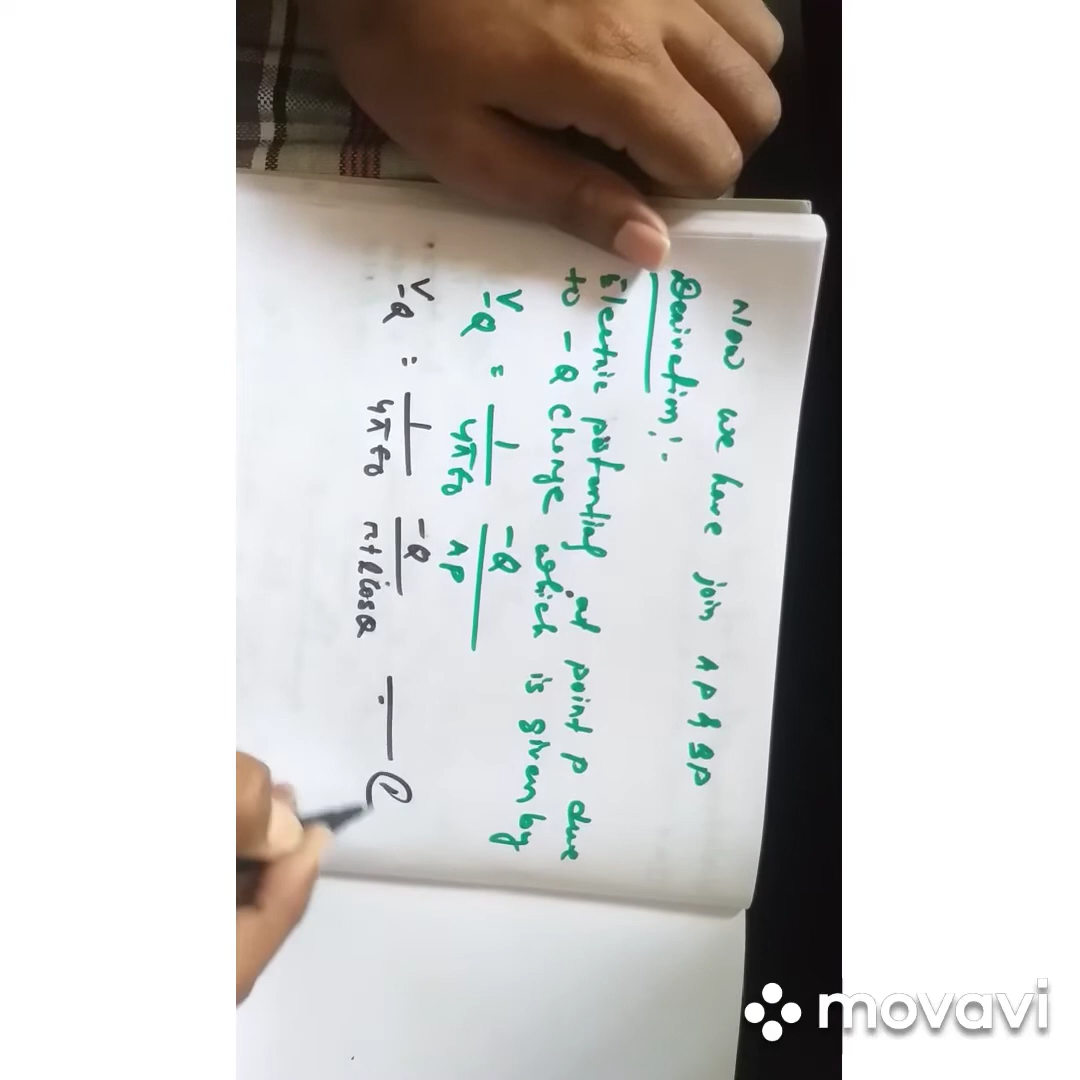 Now we have join AP & BP
Derivation:-
Electric potential at point P due
to -Q charge which is given by
V-Q = 1/4πε0 -Q/AP
V-Q = 1/4πε0 -Q/r+lcosθ — ①
movavi